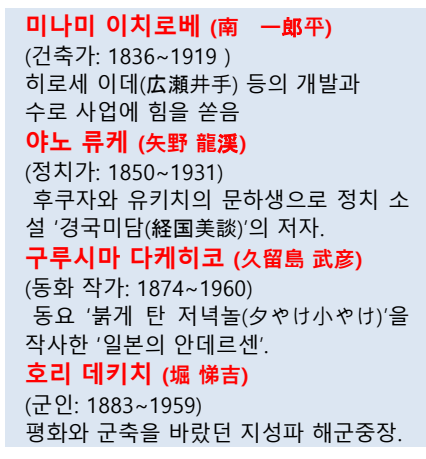 미나미 이치로베 (南　一郎平)
(건축가: 1836~1919 )
히로세 이데(広瀬井手) 등의 개발과
수로 사업에 힘을 쏟음
야노 류케 (矢野 龍溪)
(정치가: 1850~1931)
후쿠자와 유키치의 문하생으로 정치 소
설 ‘경국미담(経国美談)’의 저자.
구루시마 다케히코 (久留島 武彦)
(동화 작가: 1874~1960)
동요 ‘붉게 탄 저녁놀(夕やけ小やけ)’을
작사한 ‘일본의 안데르센’.
호리 데키치 (堀 悌吉)
(군인: 1883~1959)
평화와 군축을 바랐던 지성파 해군중장.